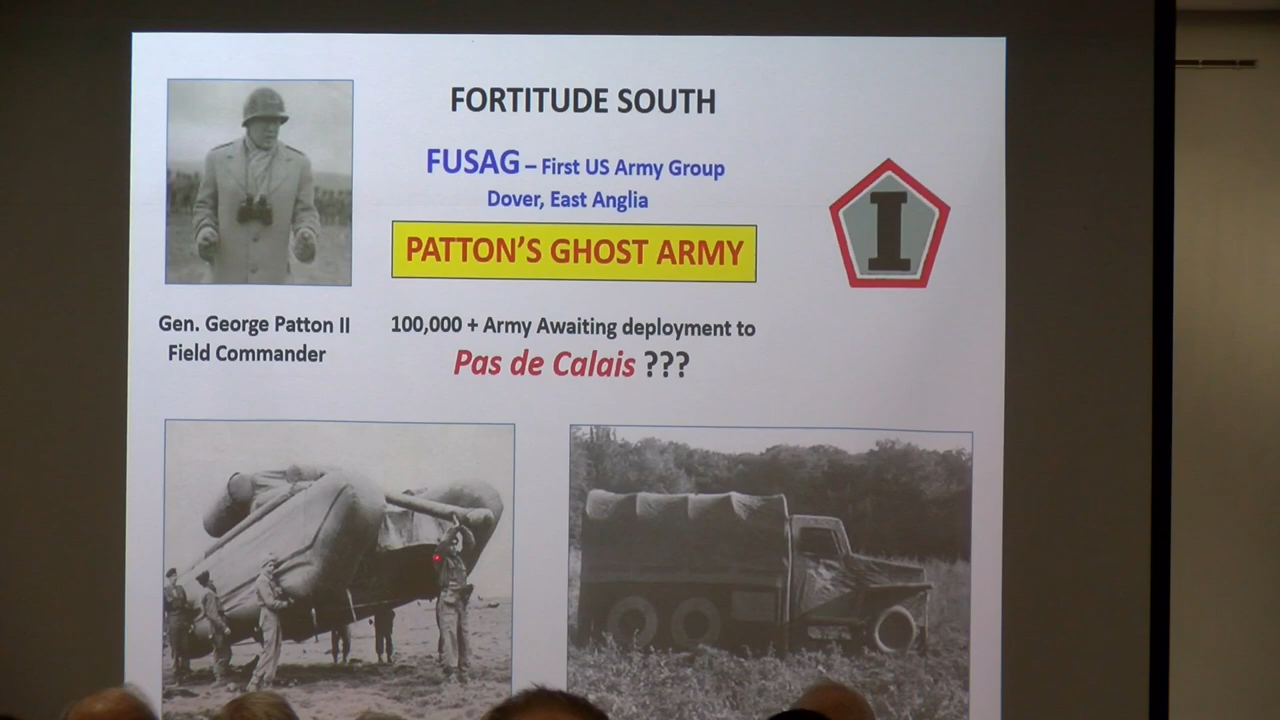 FORTITUDE SOUTH
FUSAG – First US Army Group
Dover, East Anglia
PATTON'S GHOST ARMY
I
Gen. George Patton II
Field Commander
100,000 + Army Awaiting deployment to
Pas de Calais ???